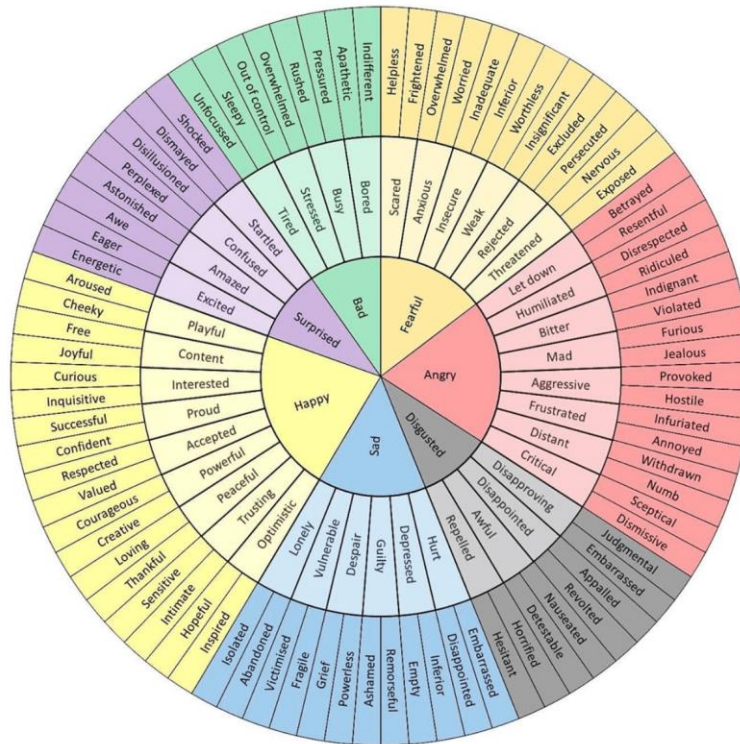 Fearful
Angry
Disgusted
Sad
Happy
Surprised
Bad
Scared
Anxious
Insecure
Weak
Rejected
Threatened
Let down
Humiliated
Bitter
Mad
Aggressive
Frustrated
Distant
Critical
Disapproving
Disappointed
Awful
Repelled
Hurt
Depressed
Guilty
Despair
Vulnerable
Lonely
Optimistic
Trusting
Peaceful
Powerful
Accepted
Proud
Interested
Content
Playful
Excited
Amazed
Confused
Startled
Tired
Stressed
Busy
Bored
Helpless
Frightened
Overwhelmed
Worried
Inadequate
Inferior
Worthless
Insignificant
Excluded
Persecuted
Nervous
Exposed
Betrayed
Resentful
Disrespected
Ridiculed
Indignant
Violated
Furious
Jealous
Provoked
Hostile
Infuriated
Annoyed
Withdrawn
Numb
Sceptical
Dismissive
Judgmental
Embarrassed
Appalled
Revolted
Nauseated
Detestable
Horrified
Hesitant
Embarrassed
Disappointed
Inferior
Empty
Remorseful
Ashamed
Powerless
Grief
Fragile
Victimised
Abandoned
Isolated
Inspired
Hopeful
Intimate
Sensitive
Thankful
Loving
Creative
Courageous
Valued
Respected
Confident
Successful
Inquisitive
Curious
Joyful
Free
Cheeky
Aroused
Energetic
Eager
Awe
Astonished
Perplexed
Disillusioned
Dismayed
Shocked
Unfocussed
Sleepy
Out of control
Overwhelmed
Rushed
Pressured
Apathetic
Indifferent